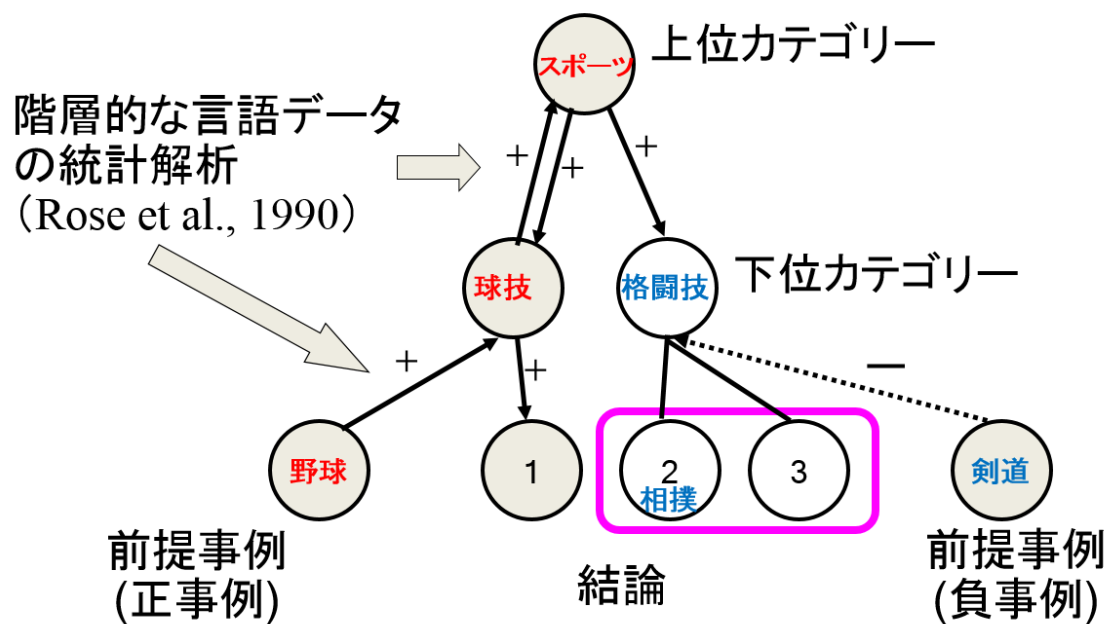 スポーツ
上位カテゴリー
階層的な言語データ
の統計解析
（Rose et al., 1990）
+
+
+
球技
格闘技
下位カテゴリー
+
+
ー
野球
1
2
相撲
3
剣道
前提事例
(正事例)
結論
前提事例
(負事例)